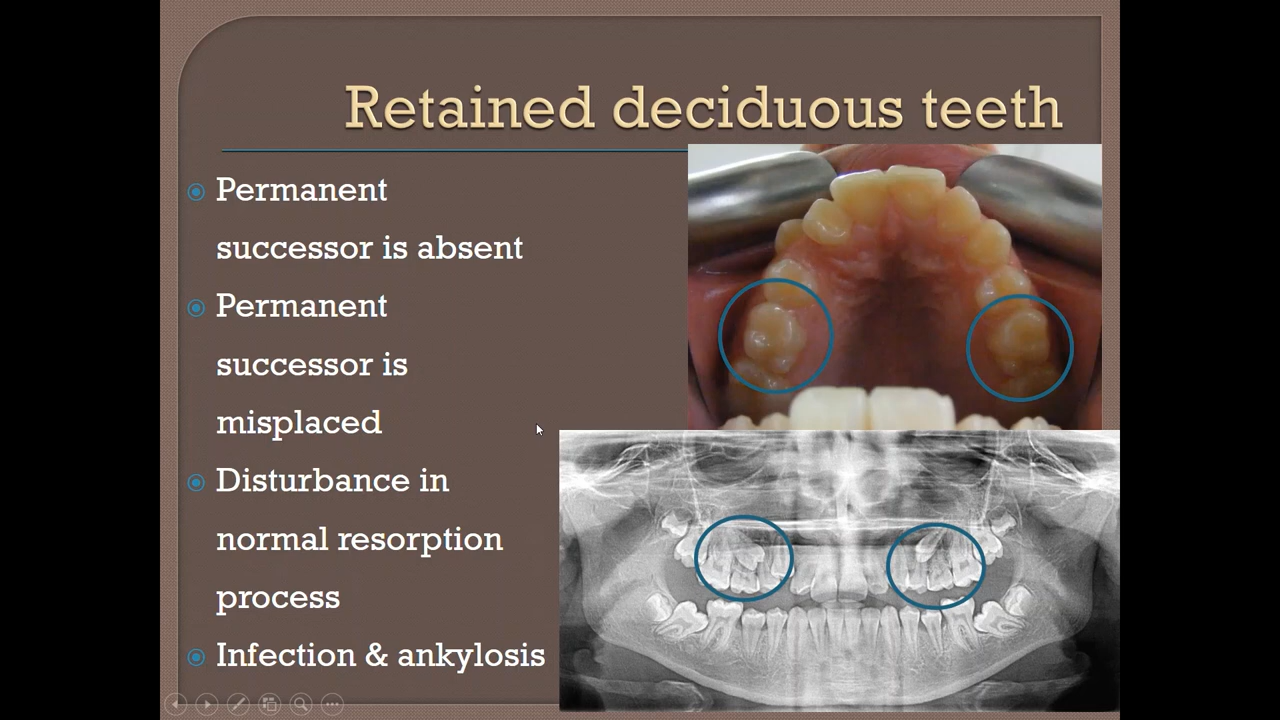 Retained deciduous teeth
Permanent
successor is absent
Permanent
successor is
misplaced
Disturbance in
normal resorption
process
Infection & ankylosis